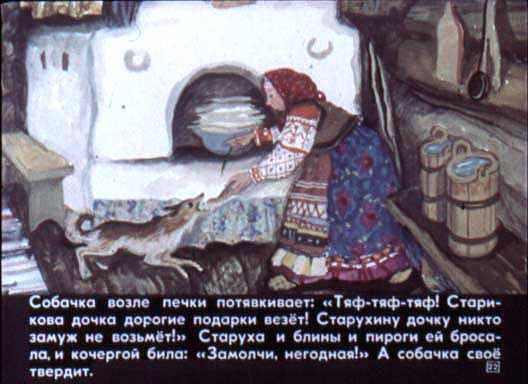 Собачка возле печки потявкивает: «Тяф-тяф-тяф! Стари-
кова дочка дорогие подарки везёт! Старухину дочку никто
замуж не возьмёт!» Старуха и блины и пироги ей броса-
ла, и кочергой била: «Замолчи, негодная!» А собачка своё
твердит.
22